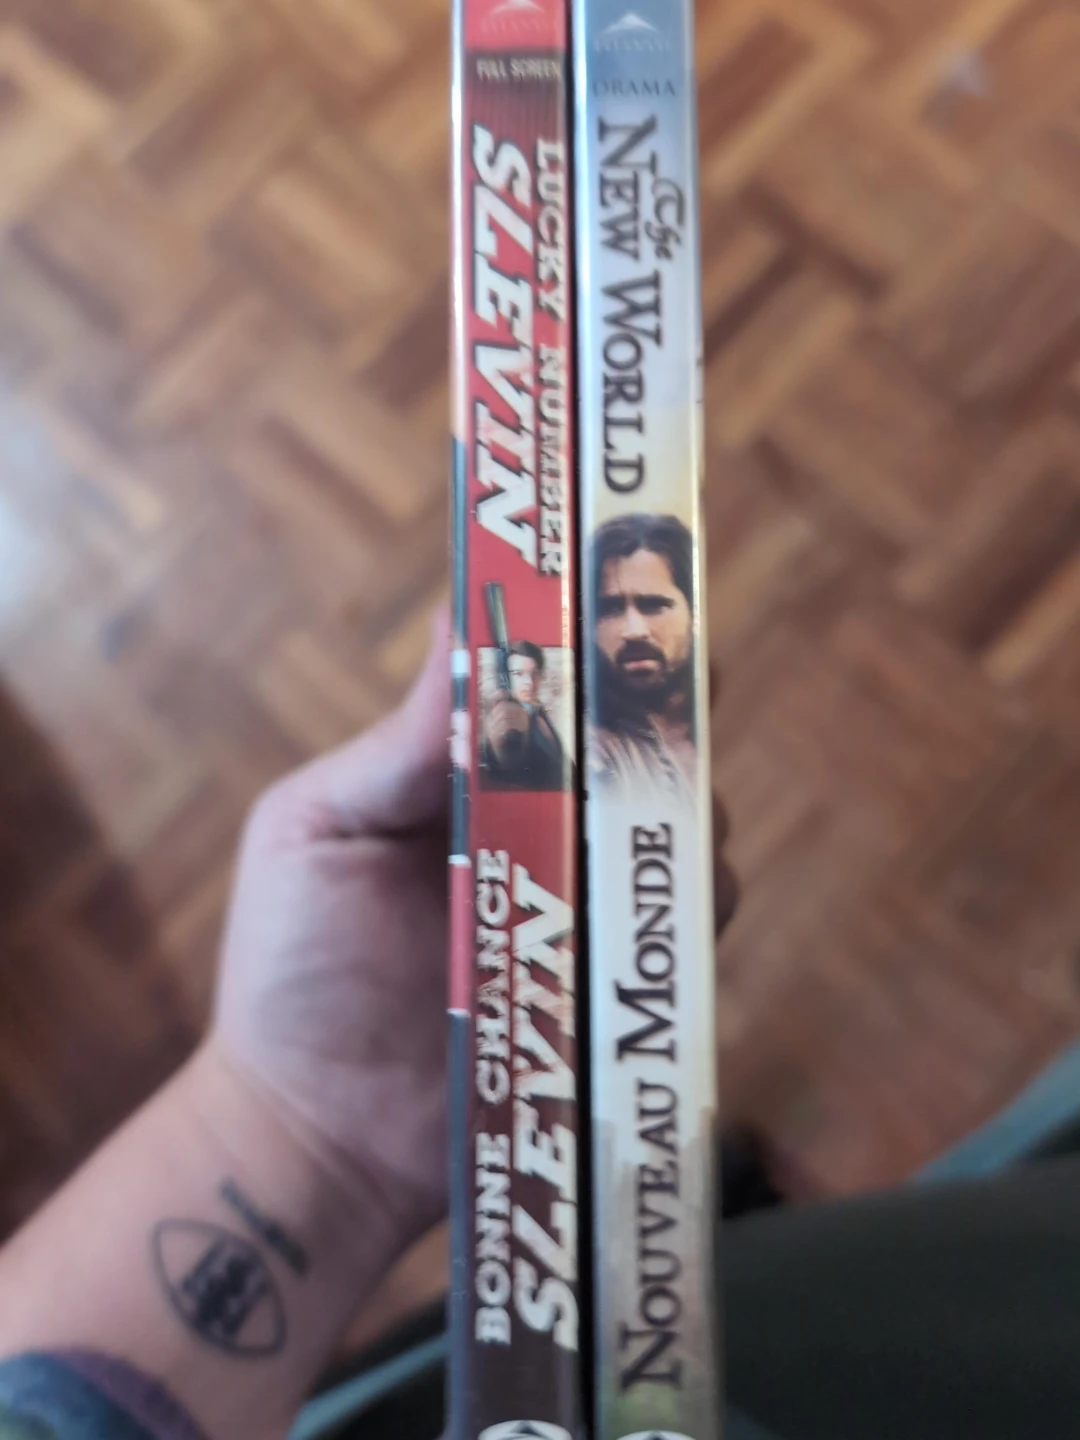 FULL SCREEN
LUCKY NUMBER
SLEVIN
BONNE CHANCE
SLEVIN
DRAMA
The
NEW WORLD
NOUVEAU MONDE